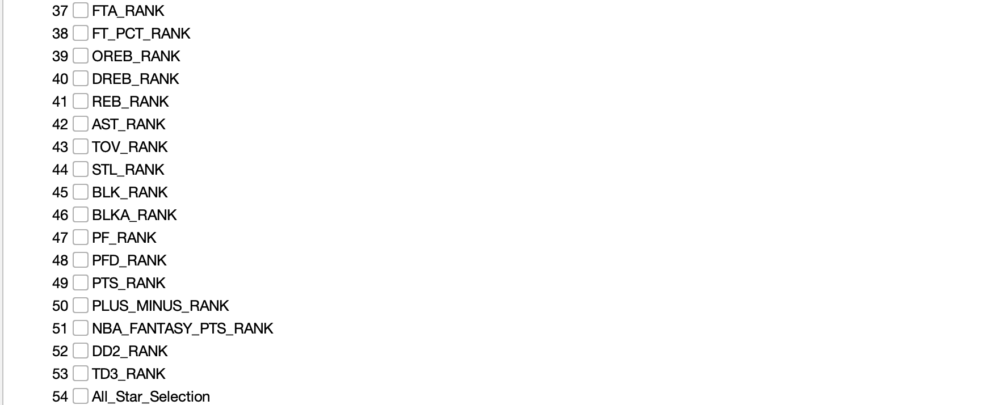 37 FTA_RANK
38 FT_PCT_RANK
39 OREB_RANK
40 DREB_RANK
41 REB_RANK
42 AST_RANK
43 TOV_RANK
44 STL_RANK
45 BLK_RANK
46 BLKA_RANK
47 PF_RANK
48 PFD_RANK
49 PTS_RANK
50 PLUS_MINUS_RANK
51 NBA_FANTASY_PTS_RANK
52 DD2_RANK
53 TD3_RANK
54 All_Star_Selection